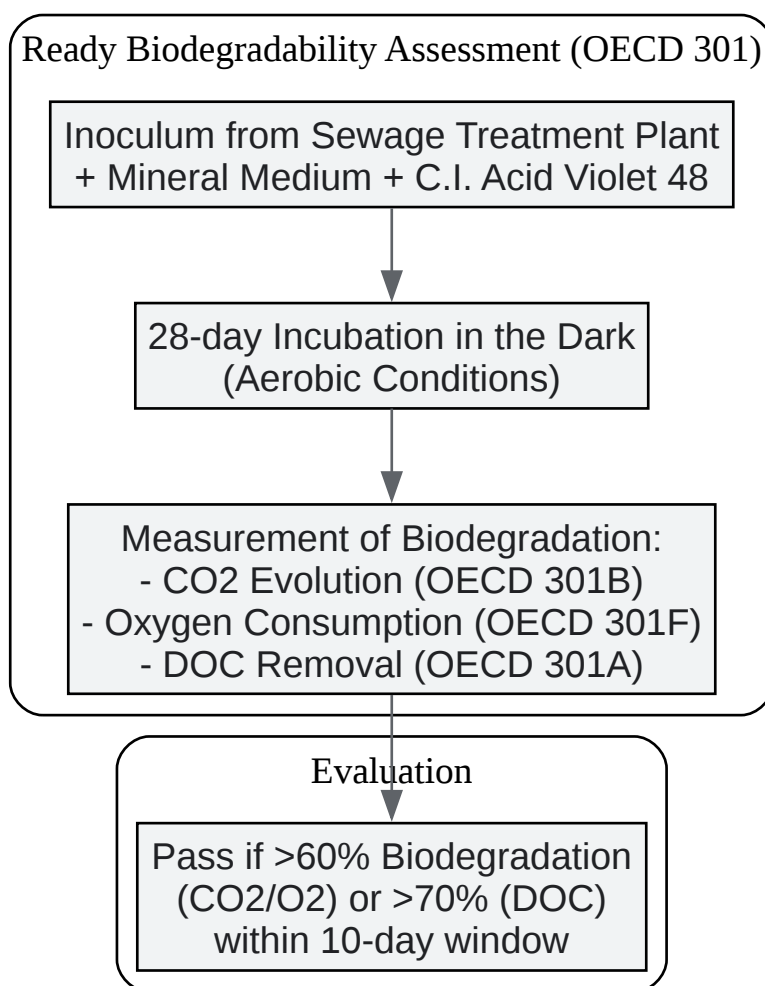 Ready Biodegradability Assessment (OECD 301)
Inoculum from Sewage Treatment Plant
+ Mineral Medium + C.I. Acid Violet 48
28-day Incubation in the Dark
(Aerobic Conditions)
Measurement of Biodegradation:
- CO2 Evolution (OECD 301B)
- Oxygen Consumption (OECD 301F)
- DOC Removal (OECD 301A)
Evaluation
Pass if >60% Biodegradation
(CO2/O2) or >70% (DOC)
within 10-day window